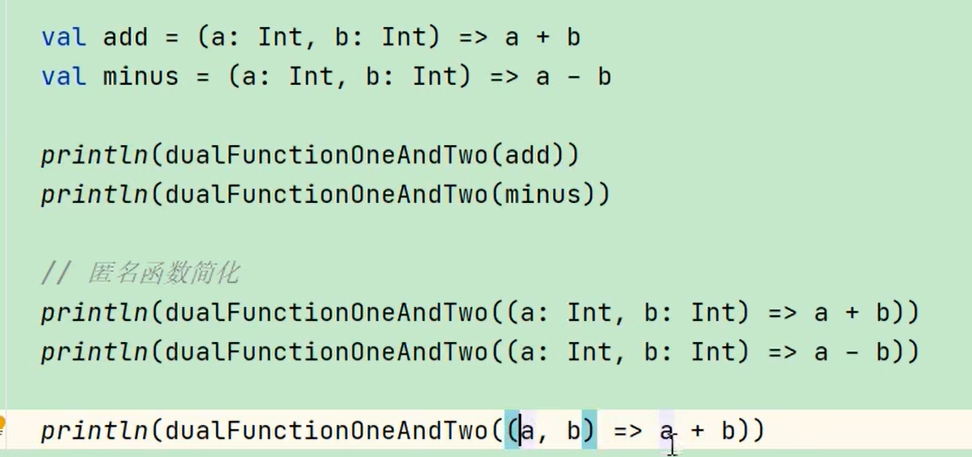 val add = (a: Int, b: Int) => a + b
val minus = (a: Int, b: Int) => a - b
println(dualFunctionOneAndTwo(add))
println(dualFunctionOneAndTwo(minus))
// 匿名函数简化
println(dualFunctionOneAndTwo((a: Int, b: Int) => a + b))
println(dualFunctionOneAndTwo((a: Int, b: Int) => a - b))
println(dualFunctionOneAndTwo((a, b) => a + b))